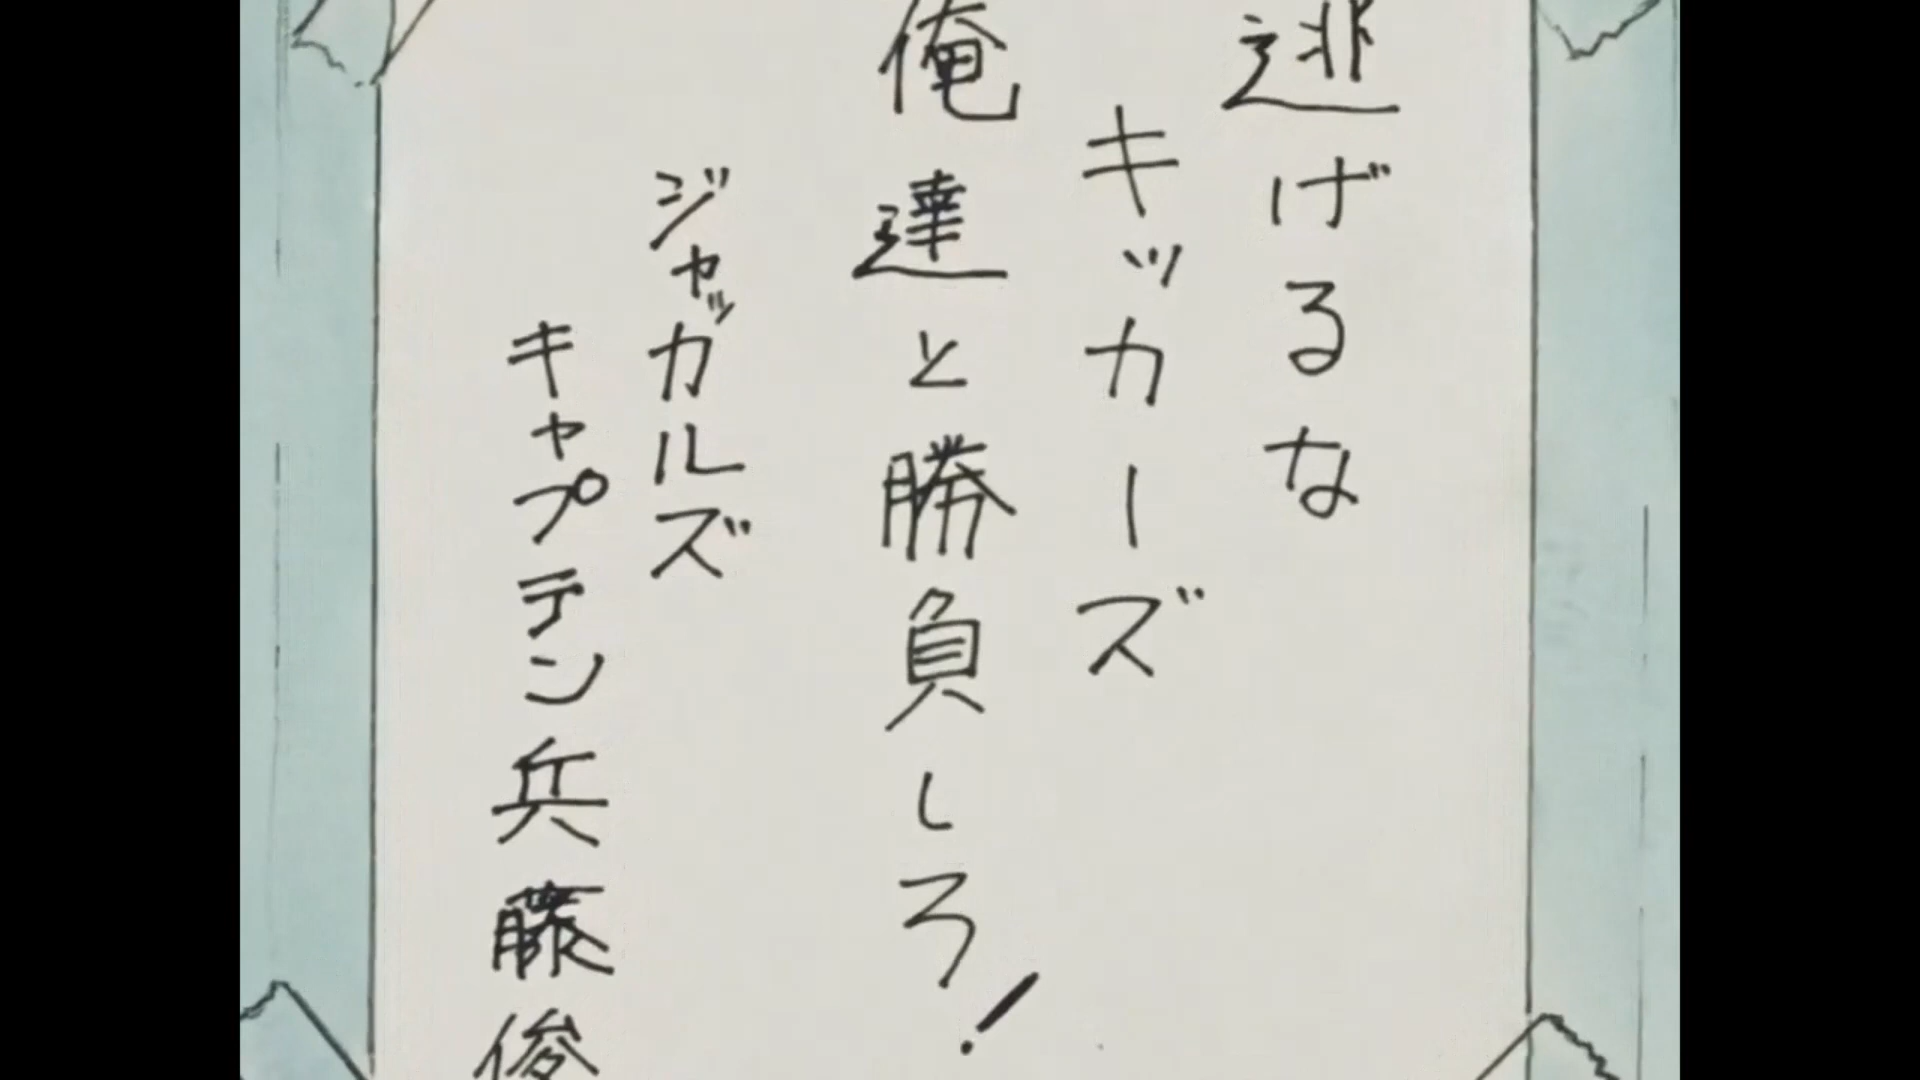 逃げるな
キッカーズ
俺達と勝負しろ!
ジャッカルズ
キャプテン兵藤俊